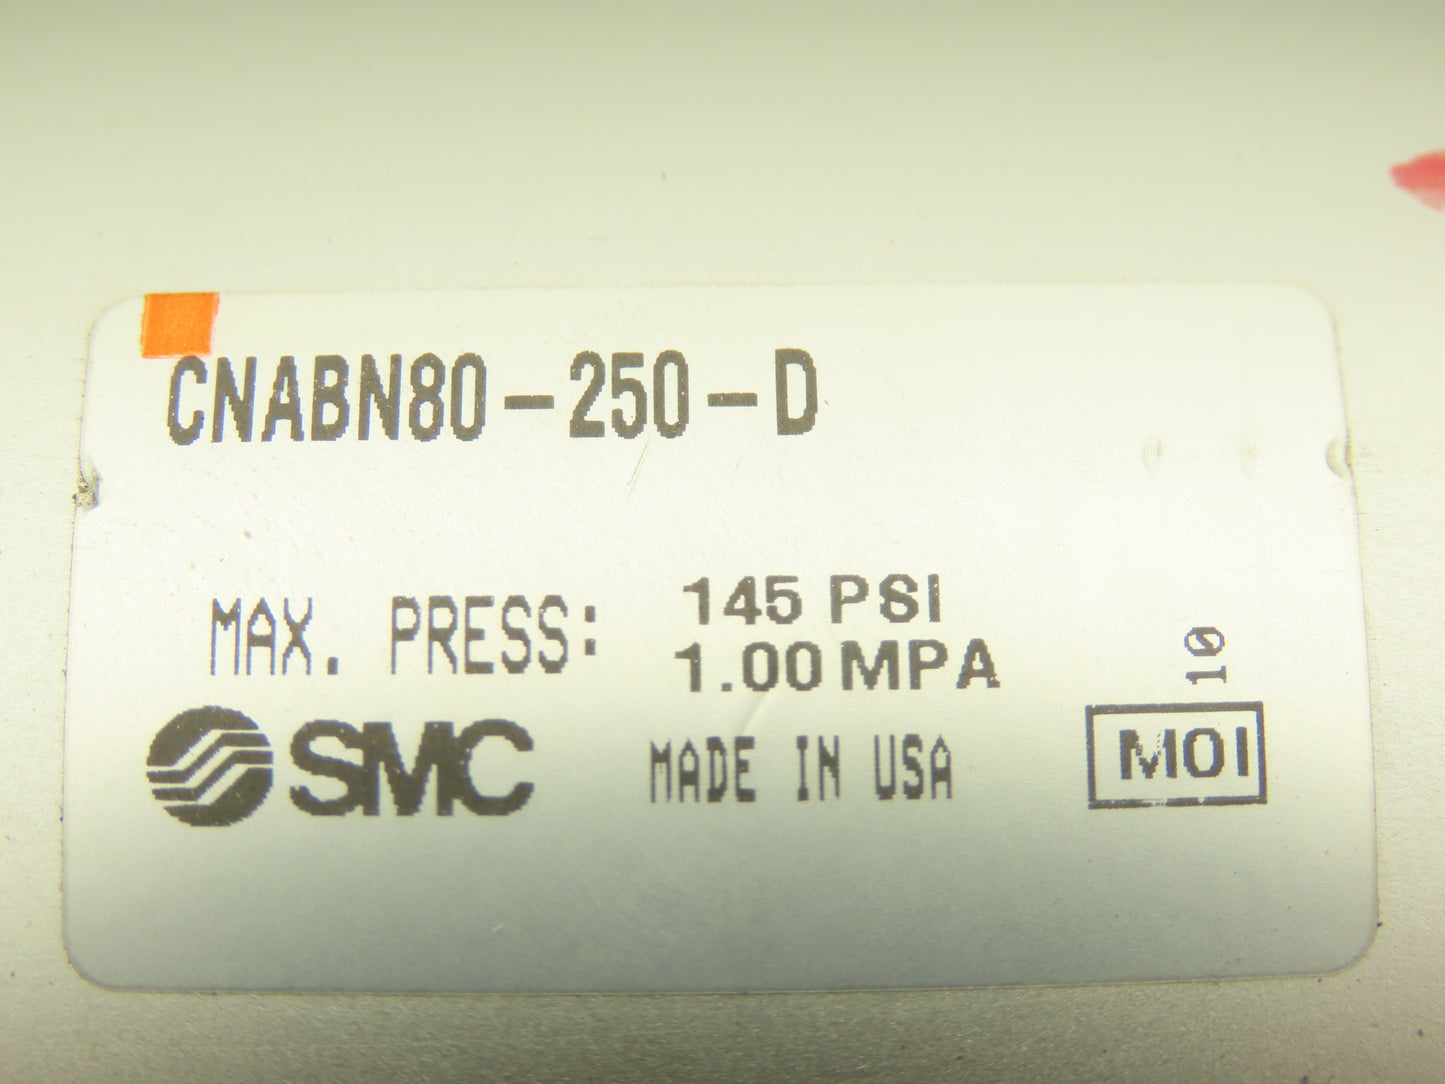 CNABN80-250-D
MAX. PRESS: 145 PSI
1.00 MPA
SMC MADE IN USA
10
MOI